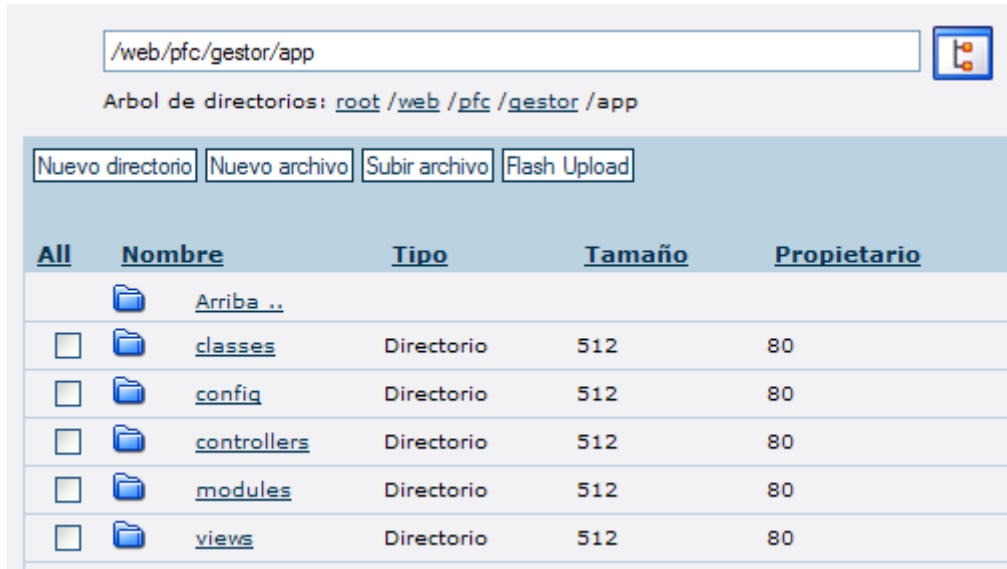 /web/pfc/gestor/app
Arbol de directorios: root /web /pfc /gestor /app
Nuevo directorio Nuevo archivo Subir archivo Flash Upload
All Nombre Tipo Tamaño Propietario
Arriba ..
classes Directorio 512 80
config Directorio 512 80
controllers Directorio 512 80
modules Directorio 512 80
views Directorio 512 80